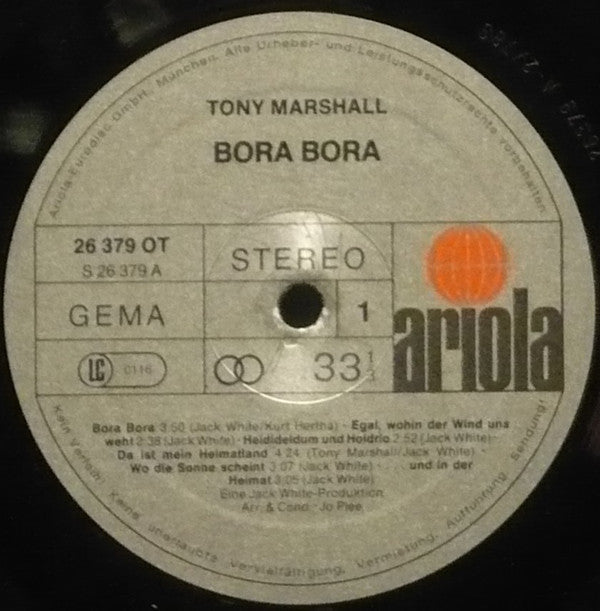 Ariola-Eurodisc GmbH, München. Alle Urheber- und Leistungsschutzrechte vorbehalten.
TONY MARSHALL
BORA BORA
26 379 OT
S 26 379 A
STEREO
GEMA
1
LC 0116
33 1/3
ariola
Bora Bora 3:50 (Jack White/Kurt Hertha) · Egal, wohin der Wind uns
weht 2:38 (Jack White) · Heidideldum und Holdrio 2:52 (Jack White) ·
Da ist mein Heimatland 4:24 (Tony Marshall/Jack White) ·
Wo die Sonne scheint 3:07 (Jack White) · ... und in der
Heimat 3:05 (Jack White)
Eine Jack White-Produktion
Arr. & Cond.: Jo Plee
Kein Verleih! Keine unerlaubte Vervielfältigung, Vermietung, Aufführung, Sendung!